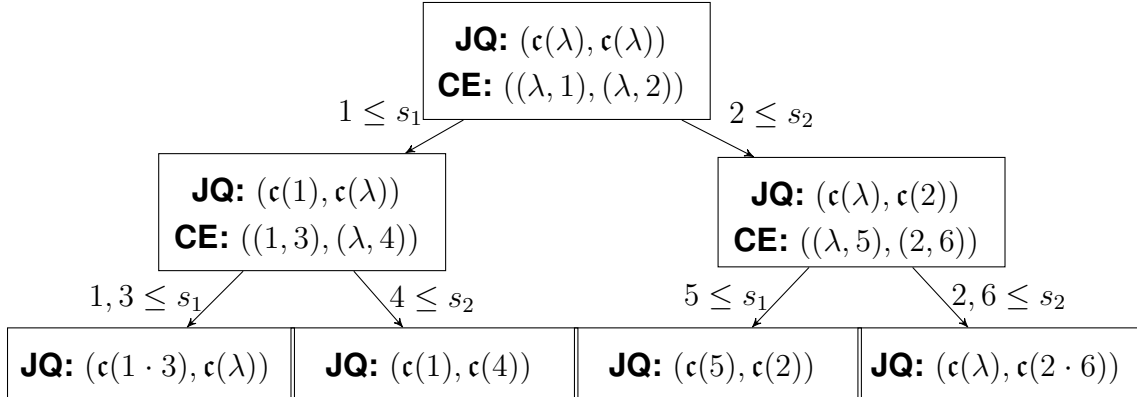 JQ: (𝔠(λ), 𝔠(λ))
CE: ((λ, 1), (λ, 2))
1 ≤ s₁
2 ≤ s₂
JQ: (𝔠(1), 𝔠(λ))
CE: ((1, 3), (λ, 4))
JQ: (𝔠(λ), 𝔠(2))
CE: ((λ, 5), (2, 6))
1, 3 ≤ s₁
4 ≤ s₂
5 ≤ s₁
2, 6 ≤ s₂
JQ: (𝔠(1 · 3), 𝔠(λ))
JQ: (𝔠(1), 𝔠(4))
JQ: (𝔠(5), 𝔠(2))
JQ: (𝔠(λ), 𝔠(2 · 6))